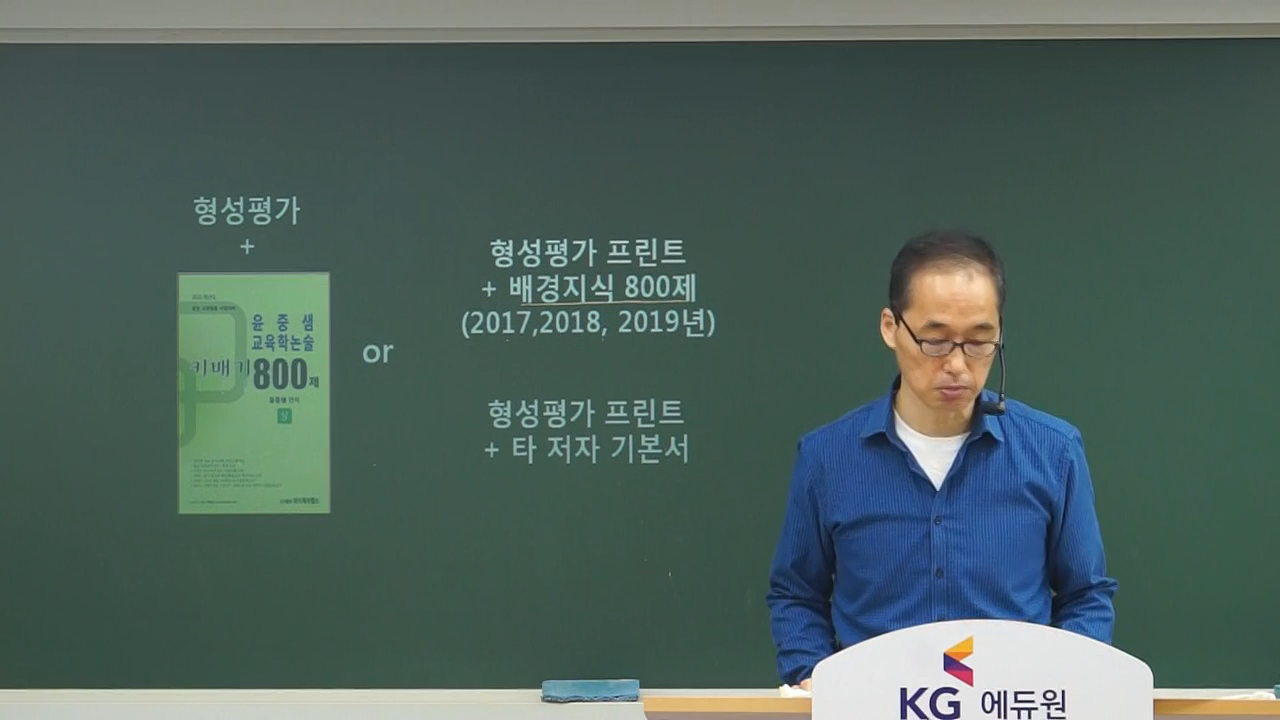 형성평가
+
윤 중 샘
교육학논술
키배기 800제
상
or
형성평가 프린트
+ 배경지식 800제
(2017,2018, 2019년)
형성평가 프린트
+ 타 저자 기본서
KG 에듀원